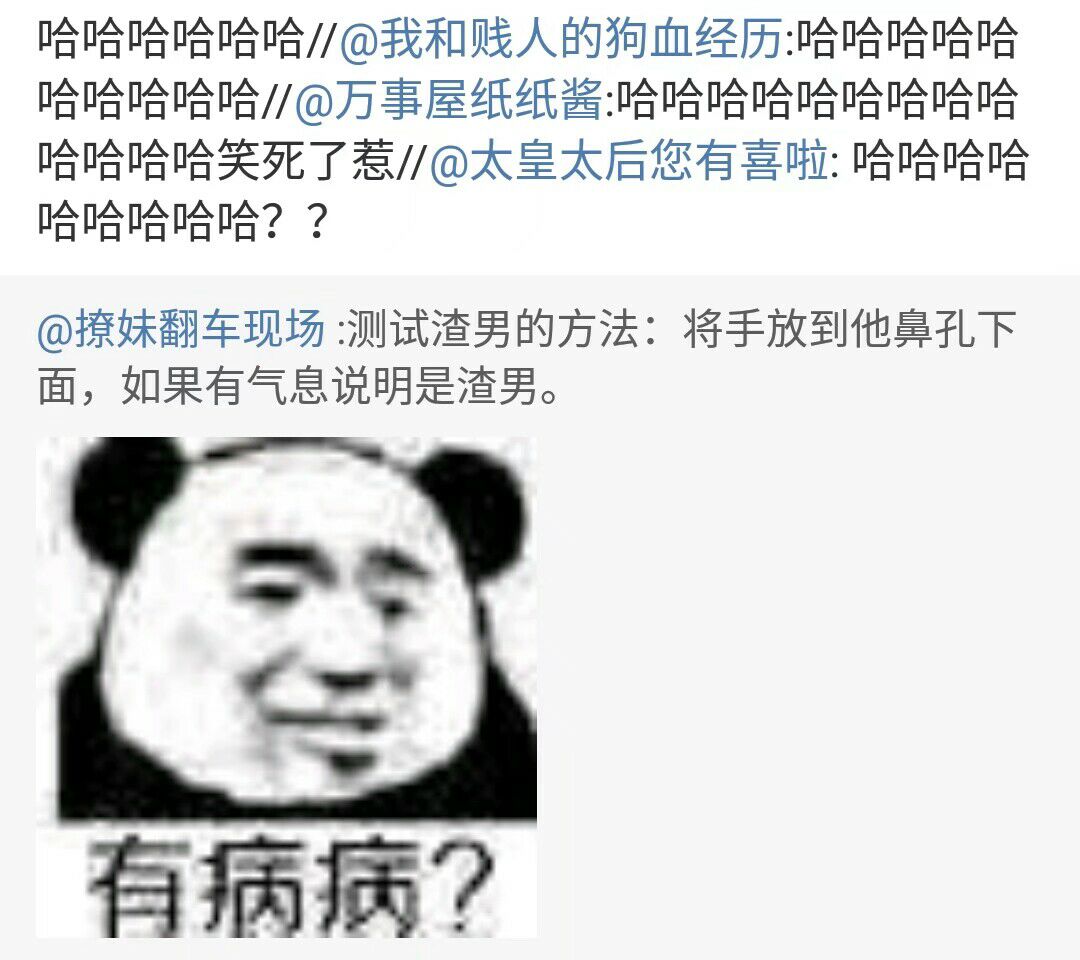 哈哈哈哈哈哈//@我和贱人的狗血经历:哈哈哈哈哈
哈哈哈哈哈//@万事屋纸纸酱:哈哈哈哈哈哈哈哈哈
哈哈哈哈笑死了惹//@太皇太后您有喜啦: 哈哈哈哈
哈哈哈哈哈？？
@撩妹翻车现场 :测试渣男的方法：将手放到他鼻孔下
面，如果有气息说明是渣男。
有病病?